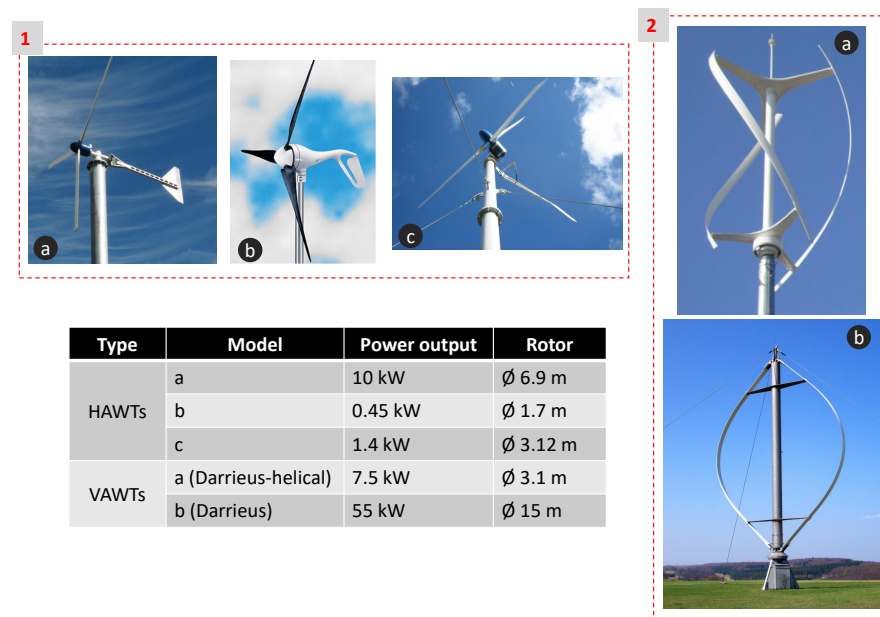 1
a
b
c
2
a
b
Type Model Power output Rotor
HAWTs
a 10 kW Ø 6.9 m
b 0.45 kW Ø 1.7 m
c 1.4 kW Ø 3.12 m
VAWTs
a (Darrieus-helical) 7.5 kW Ø 3.1 m
b (Darrieus) 55 kW Ø 15 m